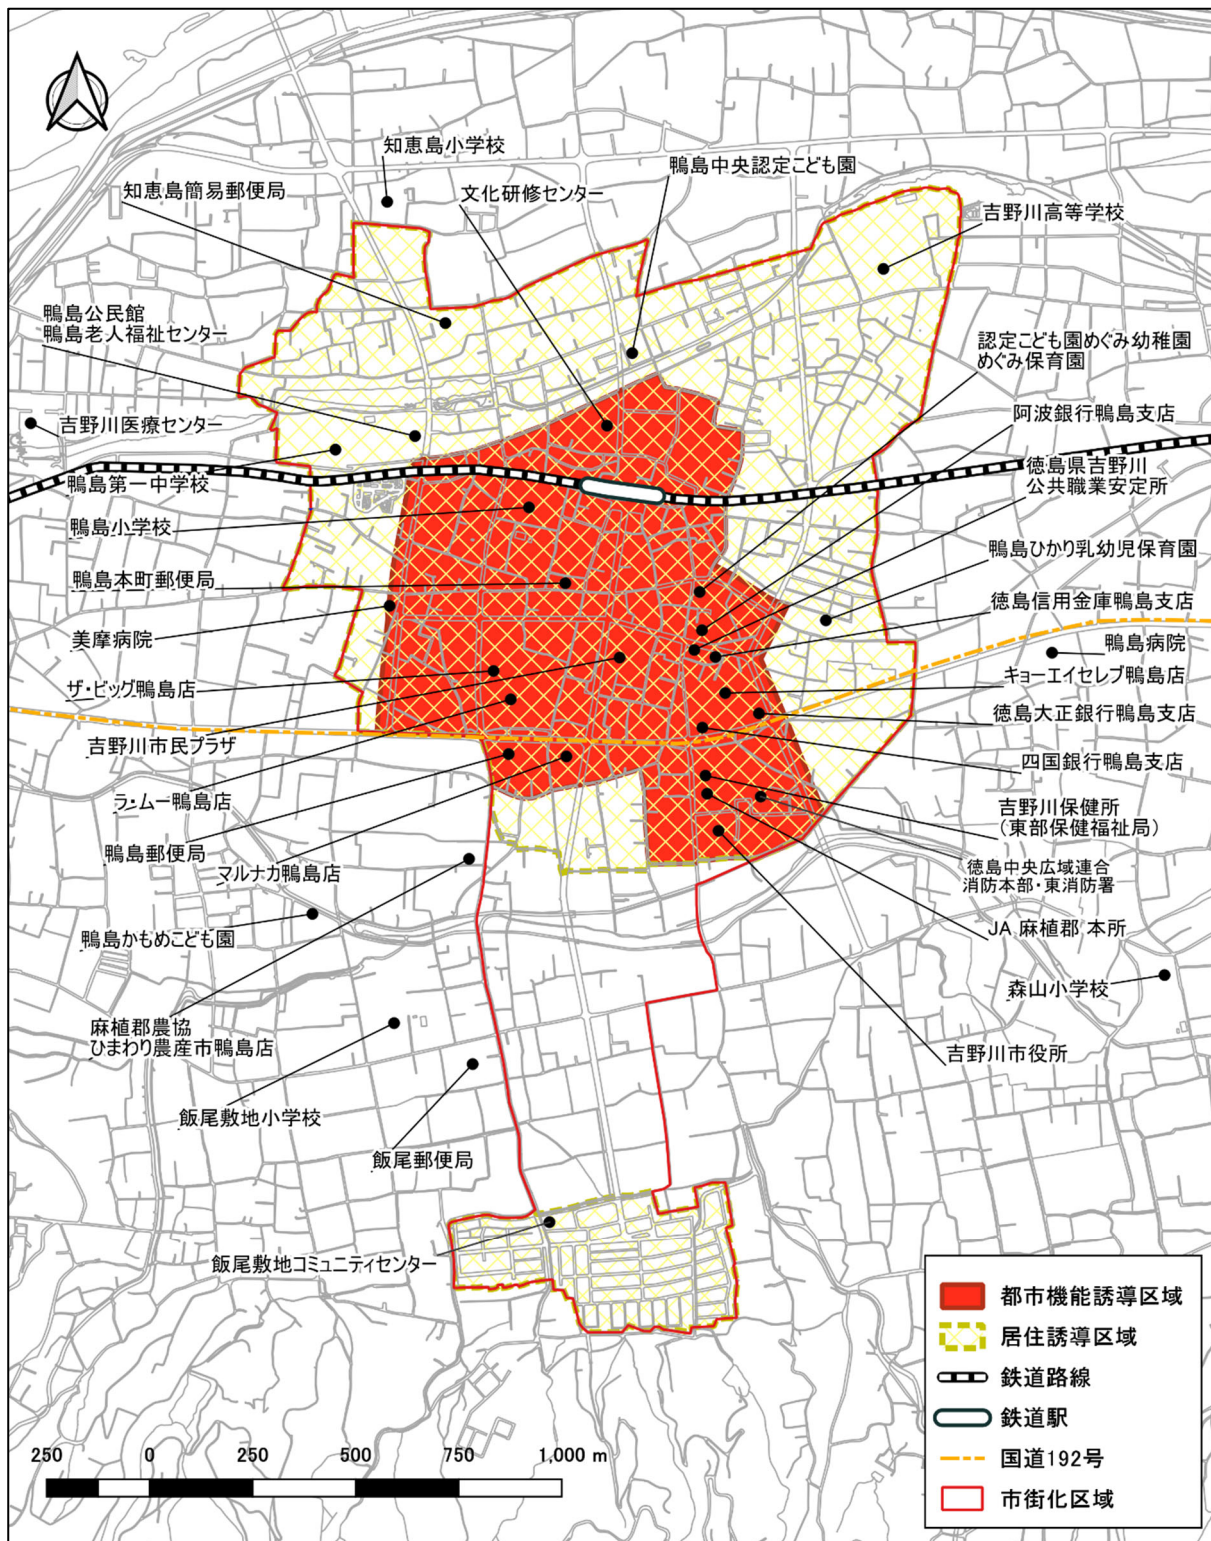 知恵島小学校
鴨島中央認定こども園
知恵島簡易郵便局
文化研修センター
吉野川高等学校
鴨島公民館
鴨島老人福祉センター
認定こども園めぐみ幼稚園
めぐみ保育園
阿波銀行鴨島支店
吉野川医療センター
徳島県吉野川
公共職業安定所
鴨島第一中学校
鴨島小学校
鴨島ひかり乳幼児保育園
鴨島本町郵便局
徳島信用金庫鴨島支店
美摩病院
鴨島病院
ザ・ビッグ鴨島店
キョーエイセレブ鴨島店
徳島大正銀行鴨島支店
吉野川市民プラザ
四国銀行鴨島支店
ラ・ムー鴨島店
吉野川保健所
（東部保健福祉局）
鴨島郵便局
マルナカ鴨島店
徳島中央広域連合
消防本部・東消防署
鴨島かもめこども園
JA 麻植郡 本所
森山小学校
麻植郡農協
ひまわり農産市鴨島店
吉野川市役所
飯尾敷地小学校
飯尾郵便局
飯尾敷地コミュニティセンター
都市機能誘導区域
居住誘導区域
鉄道路線
鉄道駅
国道192号
市街化区域
250 0 250 500 750 1,000 m